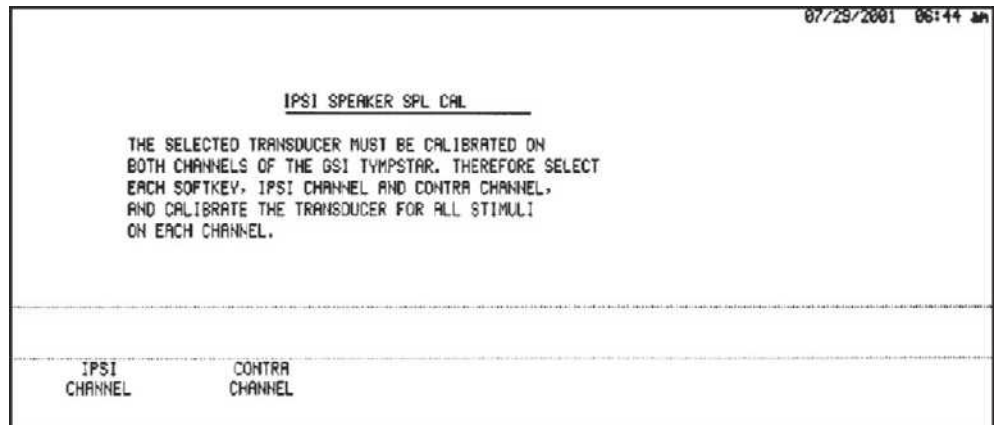 07/29/2001 06:44 am
IPSI SPEAKER SPL CAL
THE SELECTED TRANSDUCER MUST BE CALIBRATED ON
BOTH CHANNELS OF THE GSI TYMPSTAR. THEREFORE SELECT
EACH SOFTKEY, IPSI CHANNEL AND CONTRA CHANNEL,
AND CALIBRATE THE TRANSDUCER FOR ALL STIMULI
ON EACH CHANNEL.
IPSI CONTRA
CHANNEL CHANNEL